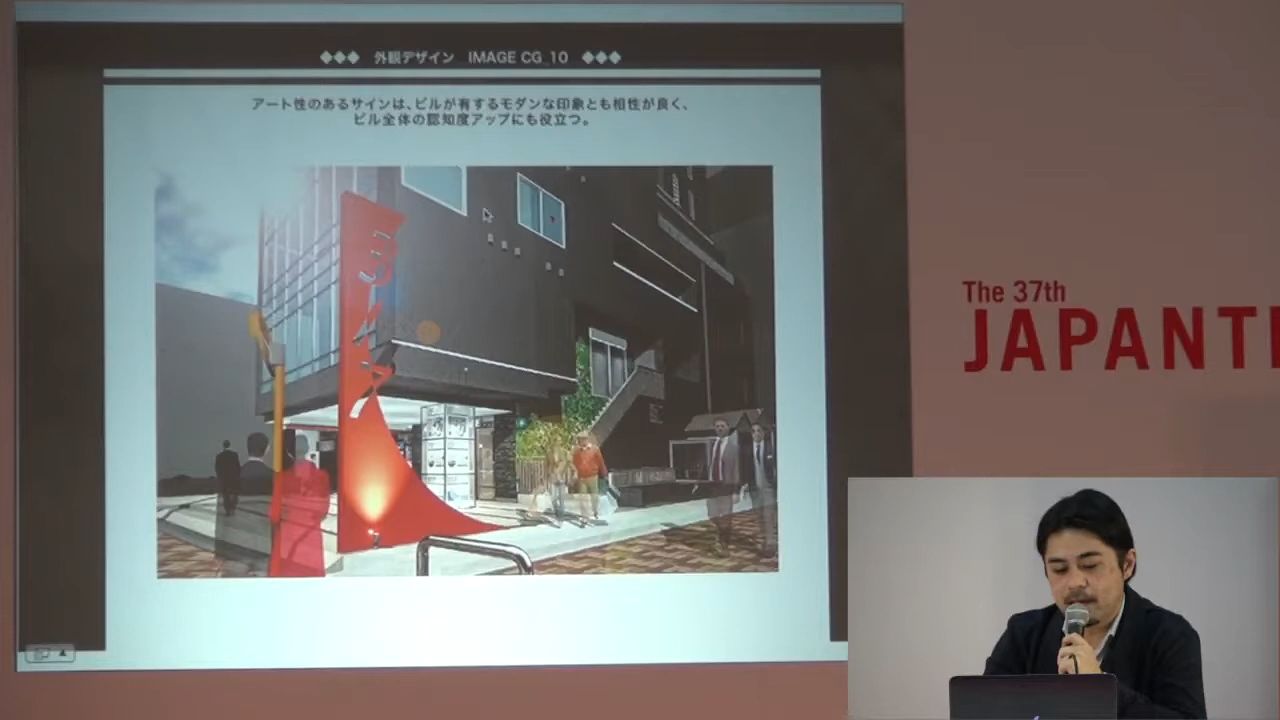 ◆◆◆ 外観デザイン IMAGE CG_10 ◆◆◆
アート性のあるサインは、ビルが有するモダンな印象とも相性が良く、
ビル全体の認知度アップにも役立つ。
The 37th
JAPANT